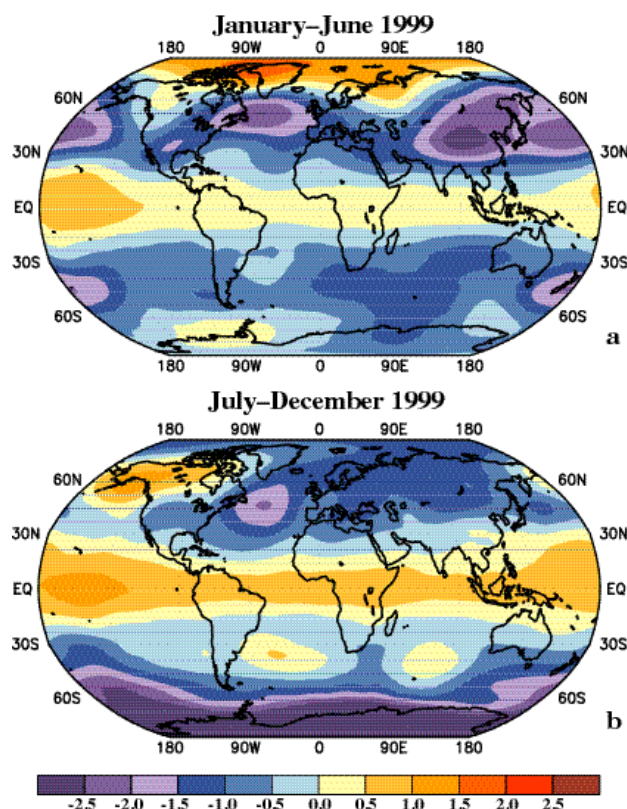 January–June 1999
180 90W 0 90E 180
60N 60N
30N 30N
EQ EQ
30S 30S
60S 60S
a
180 90W 0 90E 180
July–December 1999
180 90W 0 90E 180
60N 60N
30N 30N
EQ EQ
30S 30S
60S 60S
b
180 90W 0 90E 180
-2.5 -2.0 -1.5 -1.0 -0.5 0.0 0.5 1.0 1.5 2.0 2.5